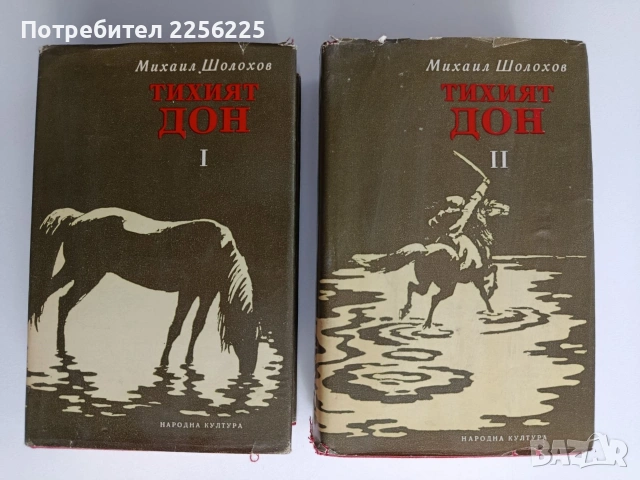 Потребител 2256225
Михаил Шолохов
ТИХИЯТ
ДОН
I
НАРОДНА КУЛТУРА
Михаил Шолохов
ТИХИЯТ
ДОН
II
НАРОДНА КУЛТУРА
BAZAR